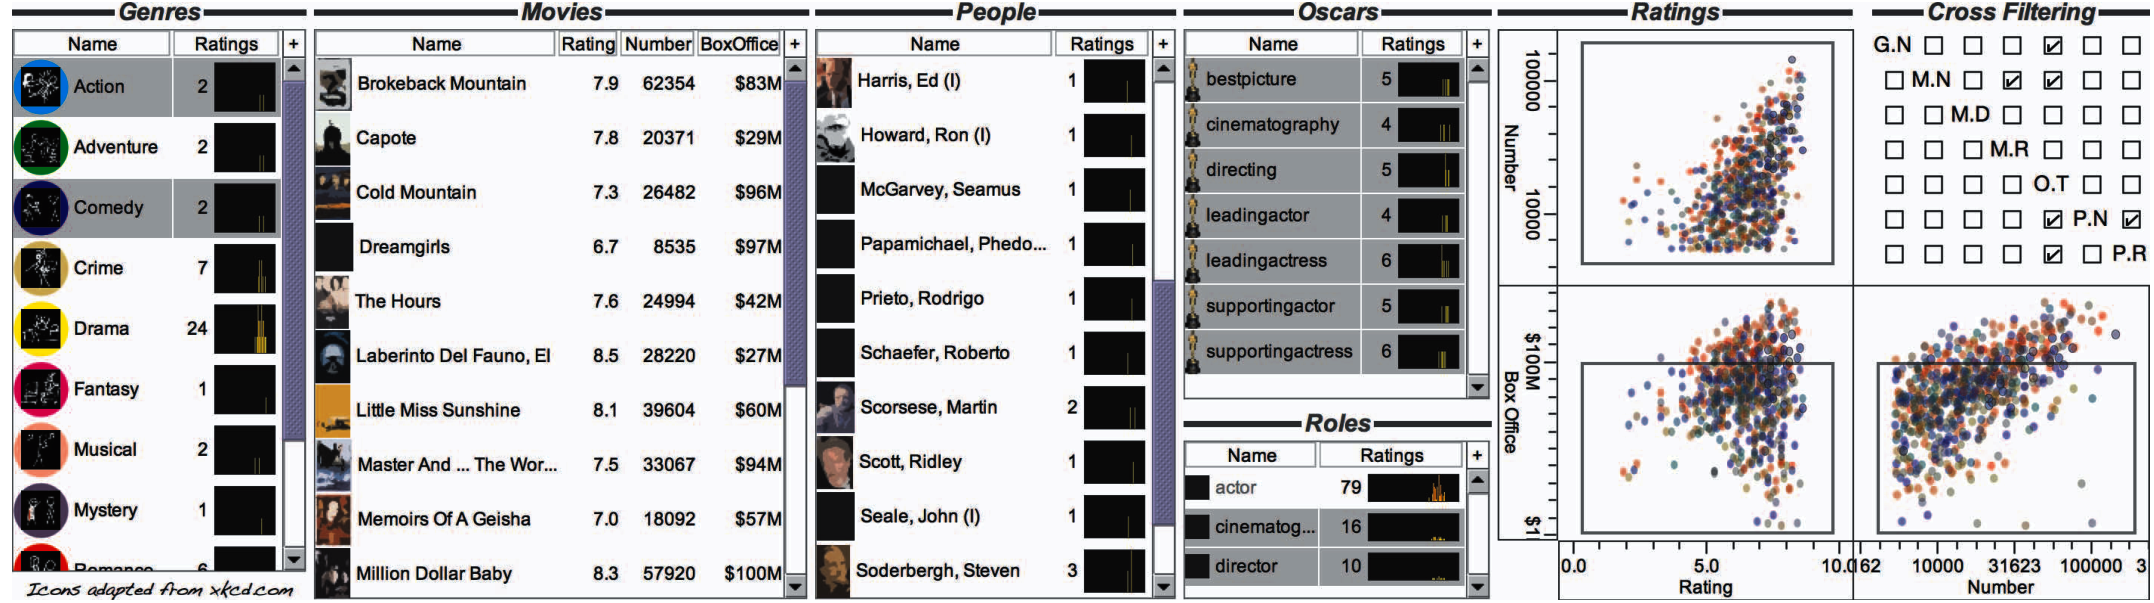 Genres
Name Ratings +
Action 2
Adventure 2
Comedy 2
Crime 7
Drama 24
Fantasy 1
Musical 2
Mystery 1
Romance 6
Icons adapted from xkcd.com
Movies
Name Rating Number BoxOffice +
Brokeback Mountain 7.9 62354 $83M
Capote 7.8 20371 $29M
Cold Mountain 7.3 26482 $96M
Dreamgirls 6.7 8535 $97M
The Hours 7.6 24994 $42M
Laberinto Del Fauno, El 8.5 28220 $27M
Little Miss Sunshine 8.1 39604 $60M
Master And ... The Wor... 7.5 33067 $94M
Memoirs Of A Geisha 7.0 18092 $57M
Million Dollar Baby 8.3 57920 $100M
People
Name Ratings +
Harris, Ed (I) 1
Howard, Ron (I) 1
McGarvey, Seamus 1
Papamichael, Phedo... 1
Prieto, Rodrigo 1
Schaefer, Roberto 1
Scorsese, Martin 2
Scott, Ridley 1
Seale, John (I) 1
Soderbergh, Steven 3
Oscars
Name Ratings +
bestpicture 5
cinematography 4
directing 5
leadingactor 4
leadingactress 6
supportingactor 5
supportingactress 6
Roles
Name Ratings +
actor 79
cinematog... 16
director 10
Ratings
100000
10000
Number
$100M
$1
Box Office
0.0 5.0 10.0
Rating
162 10000 31623 100000 3
Number
Cross Filtering
G.N
M.N
M.D
M.R
O.T
P.N
P.R